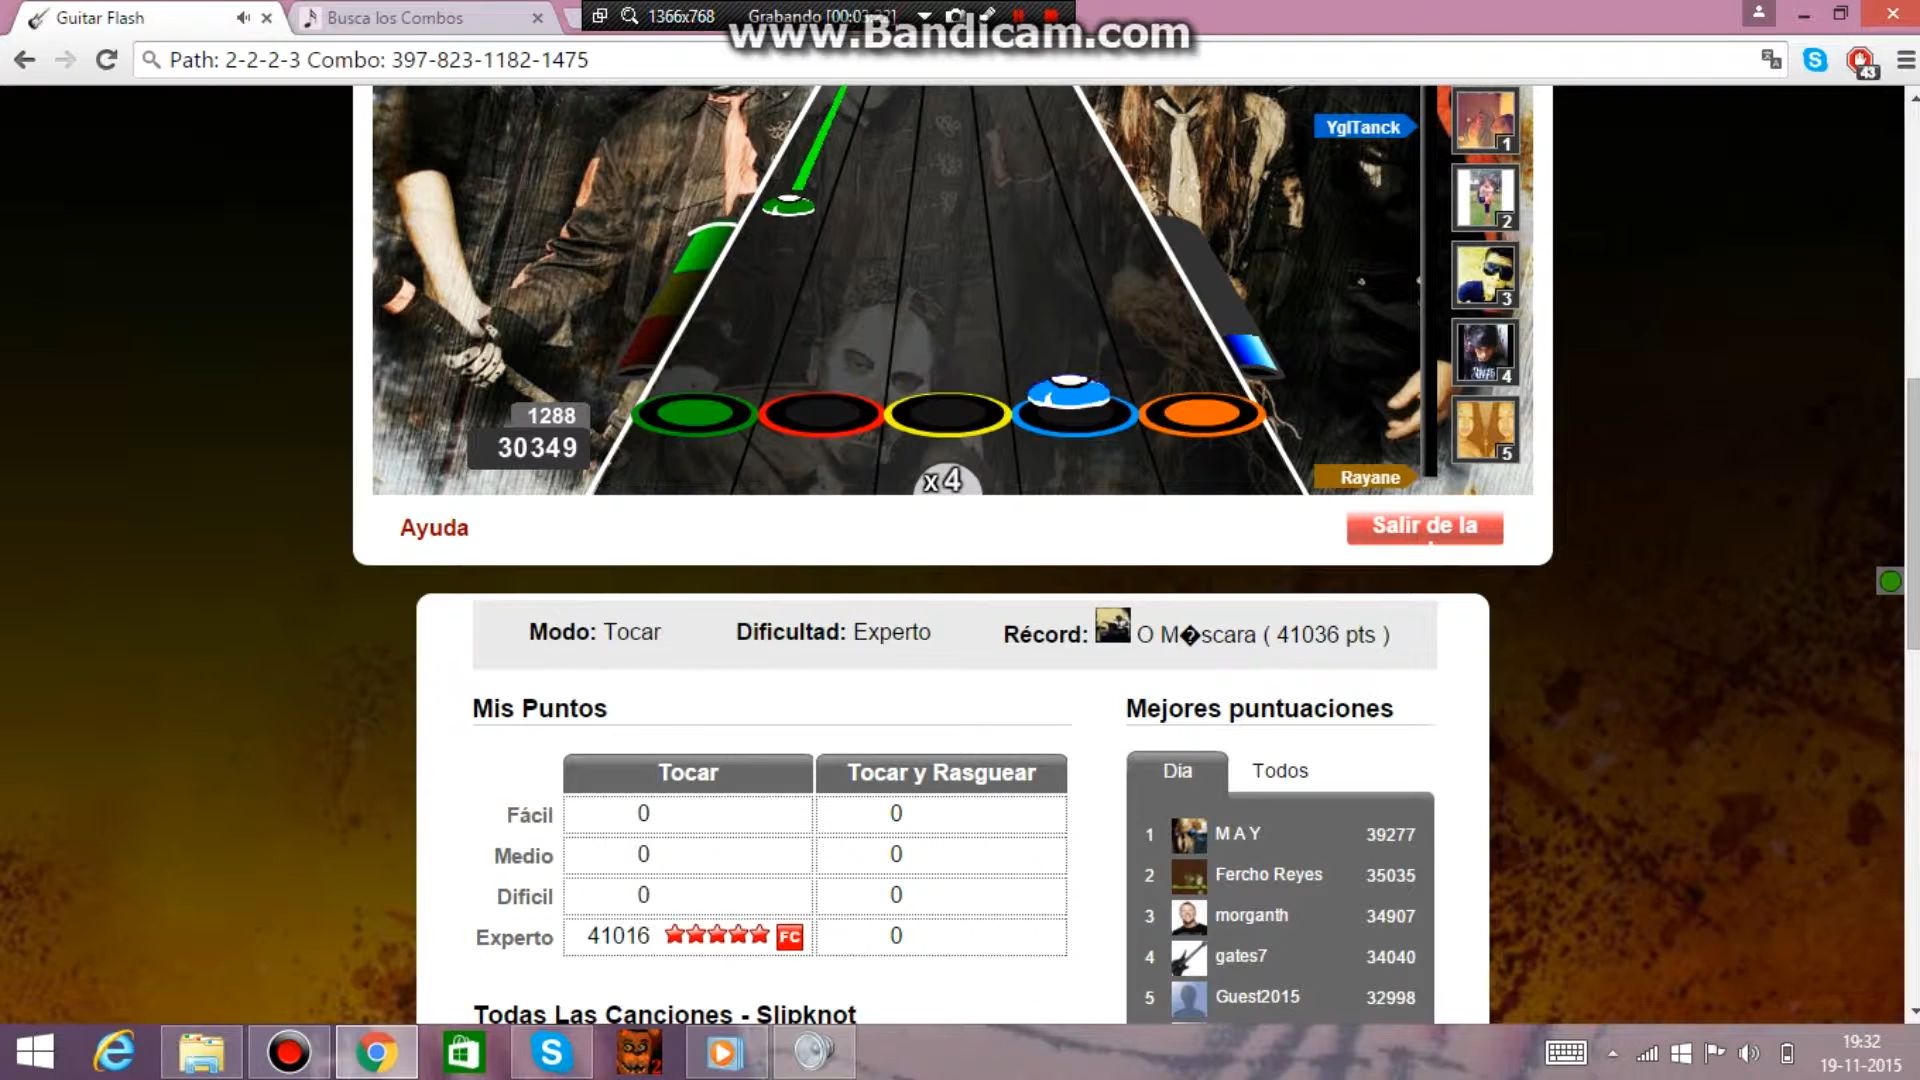 Guitar Flash
Busca los Combos
1366x768
Grabando
www.Bandicam.com
Path: 2-2-2-3 Combo: 397-823-1182-1475
43
YglTanck
1
2
3
4
5
1288
30349
x4
Rayane
Ayuda
Salir de la
Modo: Tocar
Dificultad: Experto
Récord: O M�scara ( 41036 pts )
Mis Puntos
Tocar
Tocar y Rasguear
Fácil 0 0
Medio 0 0
Dificil 0 0
Experto 41016 FC 0
Mejores puntuaciones
Dia
Todos
1 M A Y 39277
2 Fercho Reyes 35035
3 morganth 34907
4 gates7 34040
5 Guest2015 32998
Todas Las Canciones - Slipknot
19:32
19-11-2015